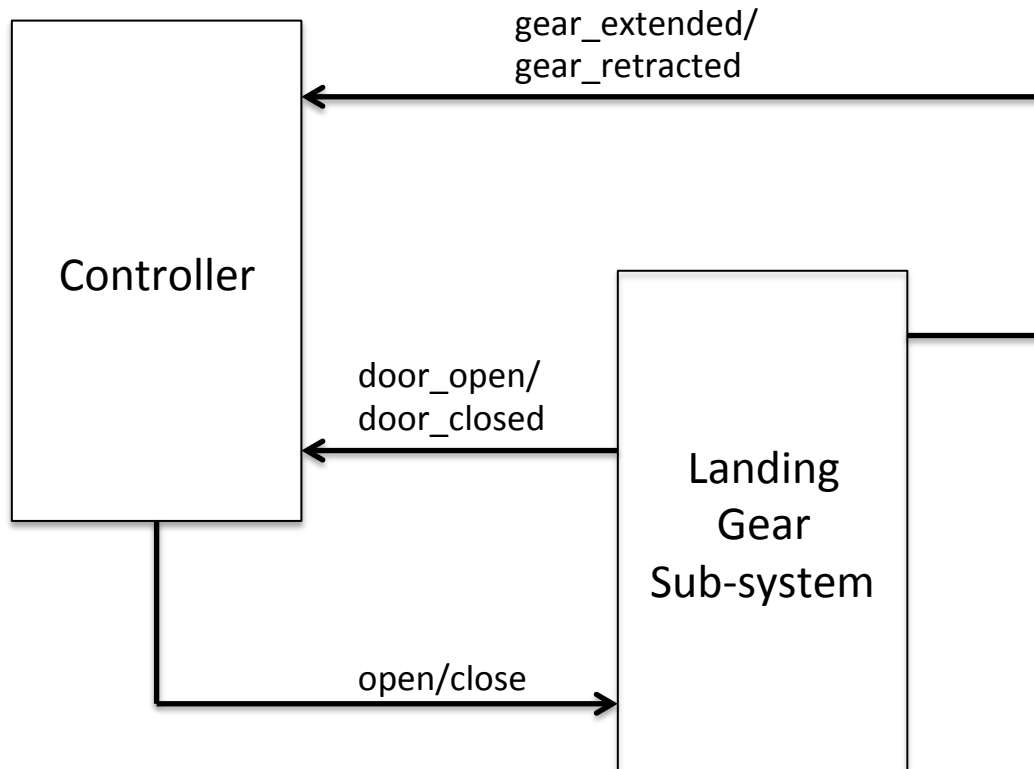 gear_extended/
gear_retracted
Controller
door_open/
door_closed
Landing
Gear
Sub-system
open/close